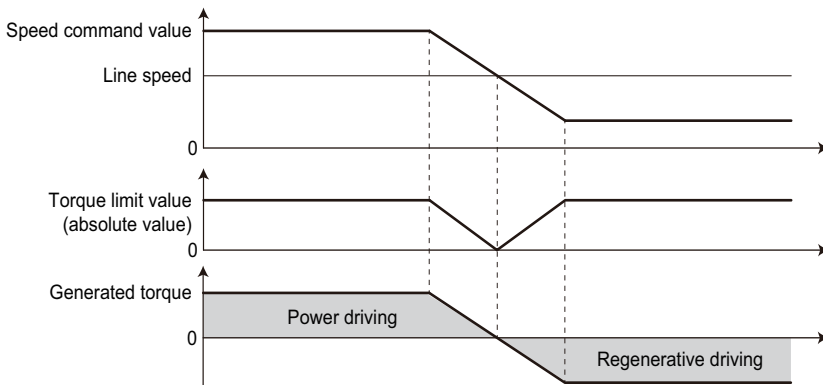 Speed command value
Line speed
0
Torque limit value
(absolute value)
0
Generated torque
Power driving
0
Regenerative driving